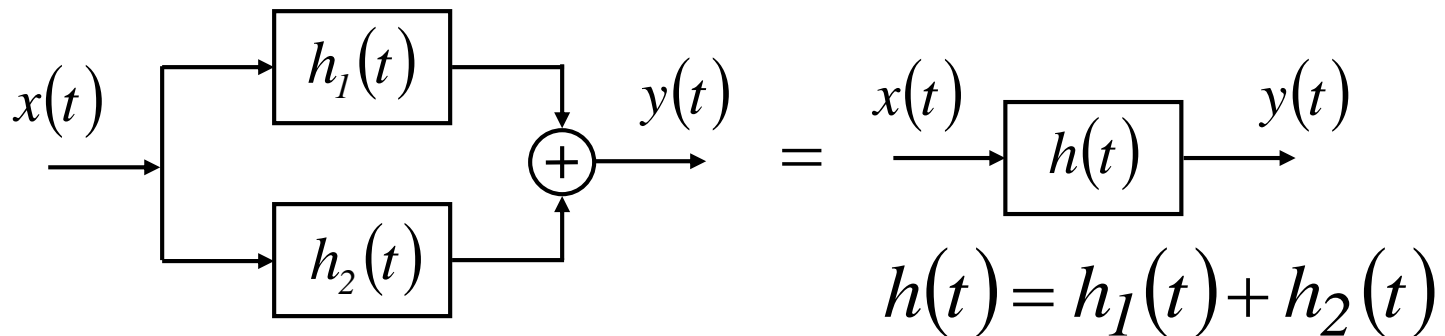 h₁(t)
x(t)
y(t)
+
h₂(t)
=
x(t)
h(t)
y(t)
h(t) = h₁(t) + h₂(t)